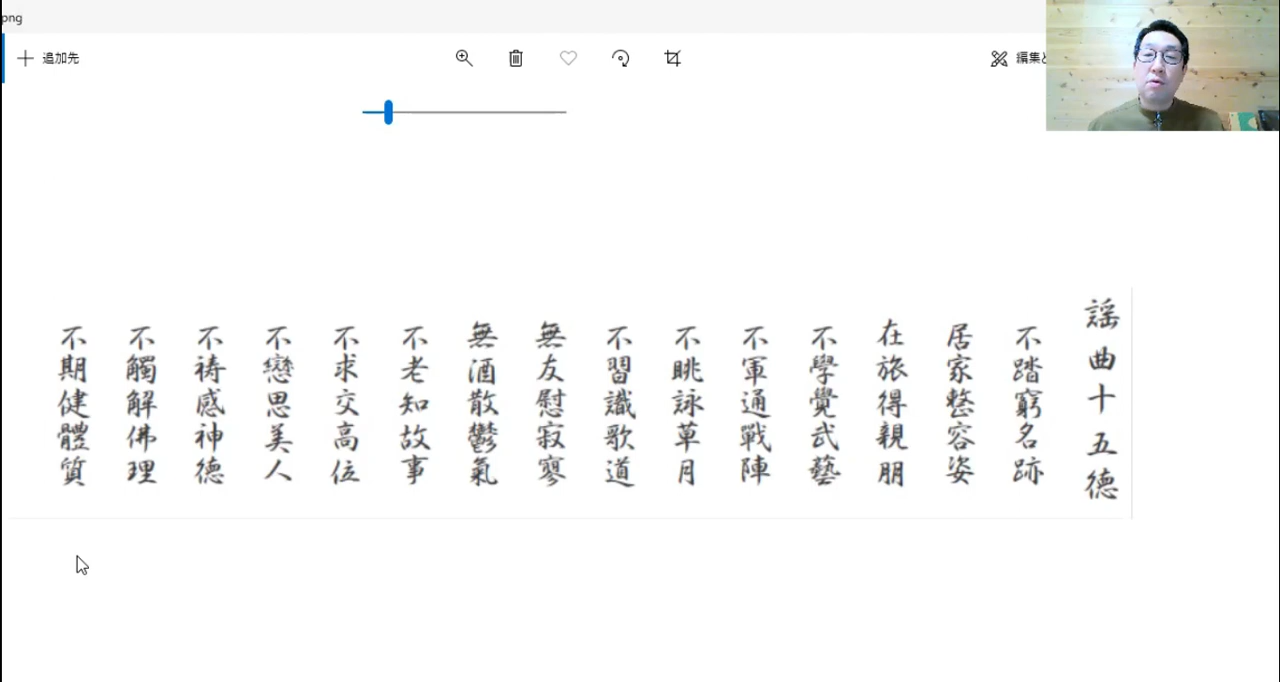 png
追加先
編集と
謡曲十五徳
不踏窮名跡
居家整容姿
在旅得親朋
不學覺武藝
不軍通戰陣
不眺詠草月
不習識歌道
無友慰寂寥
無酒散鬱氣
不老知故事
不求交高位
不戀思美人
不祷感神德
不觸解佛理
不期健體質